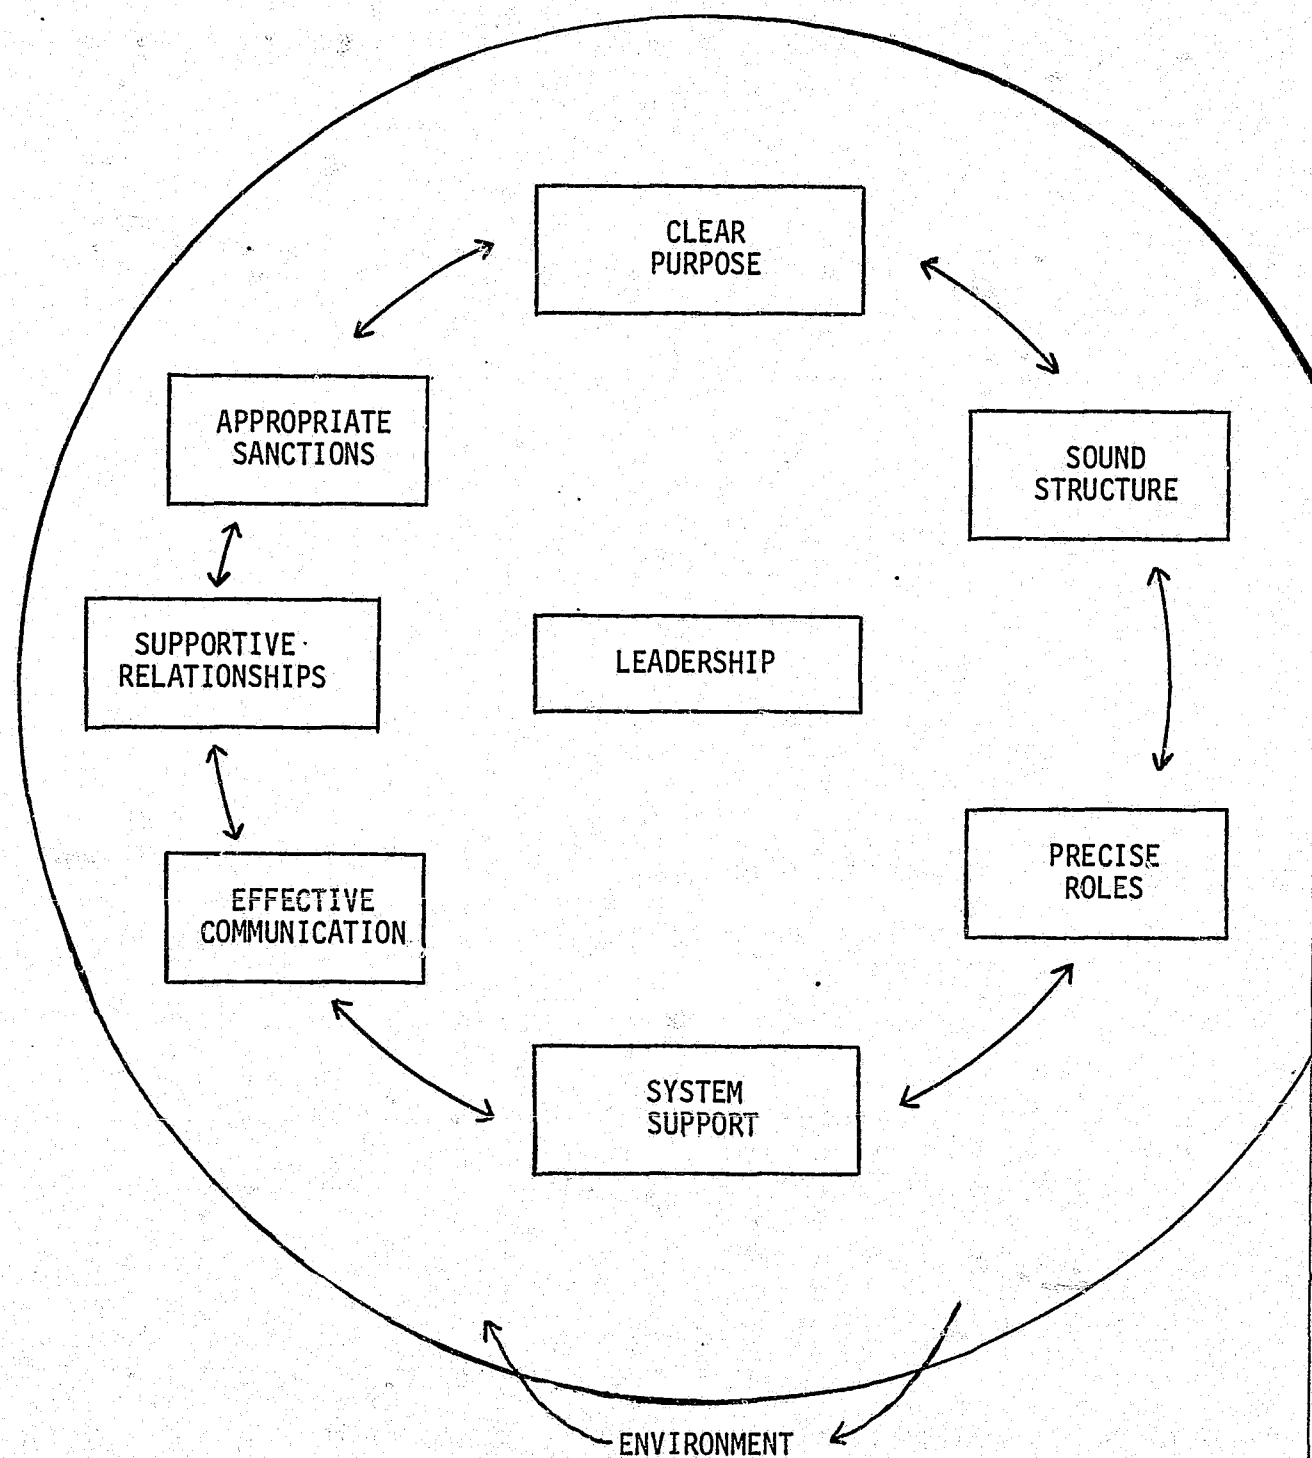 CLEAR
PURPOSE
APPROPRIATE
SANCTIONS
SOUND
STRUCTURE
SUPPORTIVE
RELATIONSHIPS
LEADERSHIP
PRECISE
ROLES
EFFECTIVE
COMMUNICATION
SYSTEM
SUPPORT
ENVIRONMENT